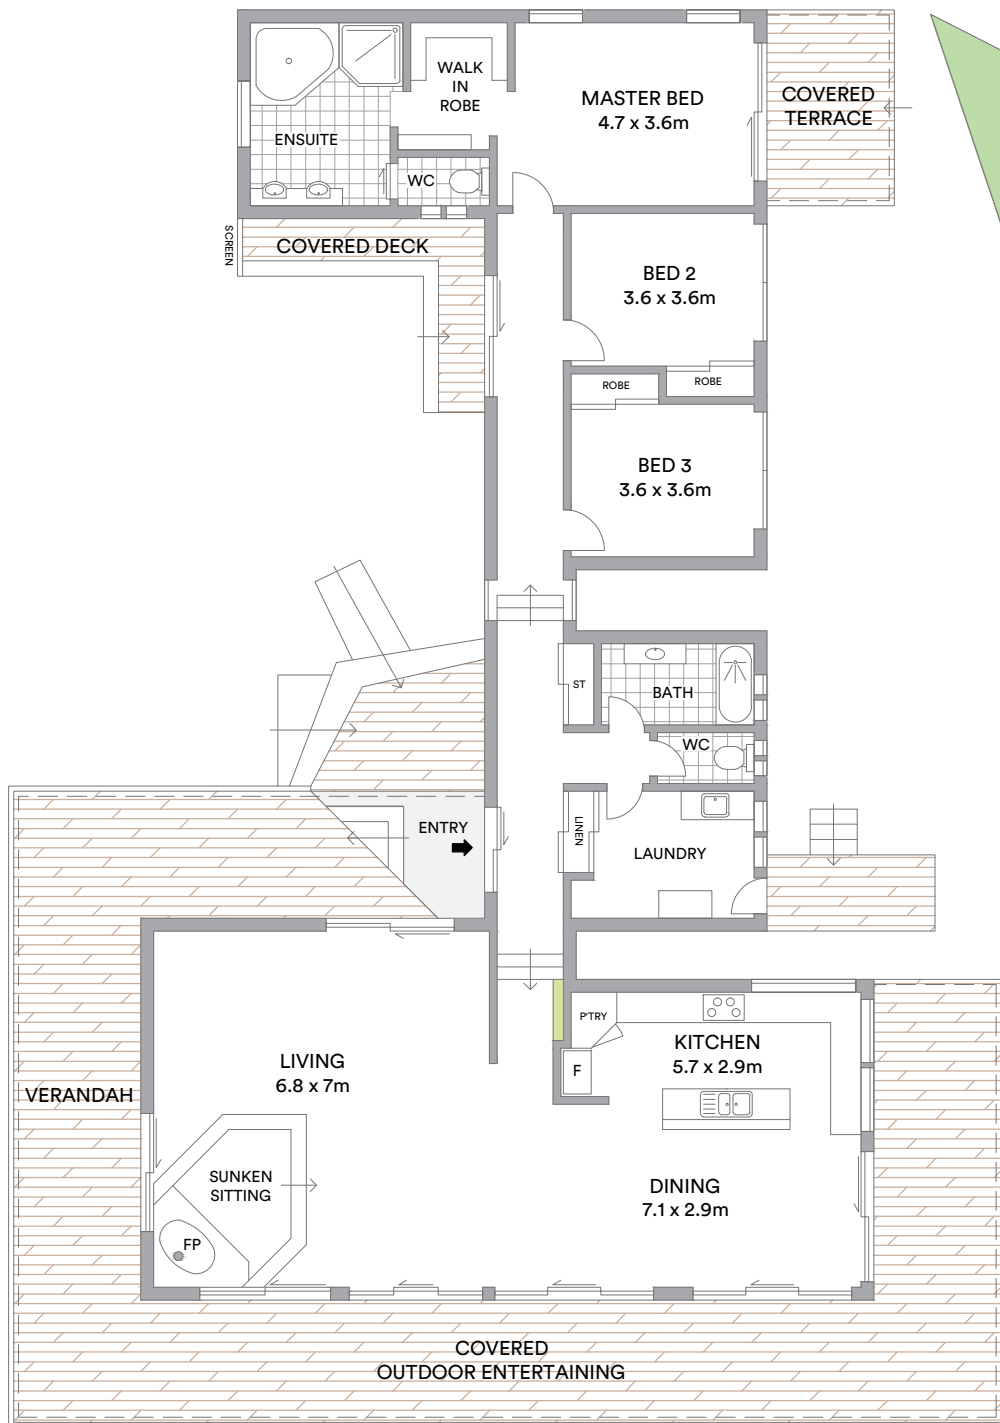 WALK
IN
ROBE
MASTER BED
4.7 x 3.6m
COVERED
TERRACE
ENSUITE
WC
SCREEN
COVERED DECK
BED 2
3.6 x 3.6m
ROBE
ROBE
BED 3
3.6 x 3.6m
ST
BATH
WC
ENTRY
LINEN
LAUNDRY
P'TRY
F
KITCHEN
5.7 x 2.9m
LIVING
6.8 x 7m
VERANDAH
SUNKEN
SITTING
FP
DINING
7.1 x 2.9m
COVERED
OUTDOOR ENTERTAINING